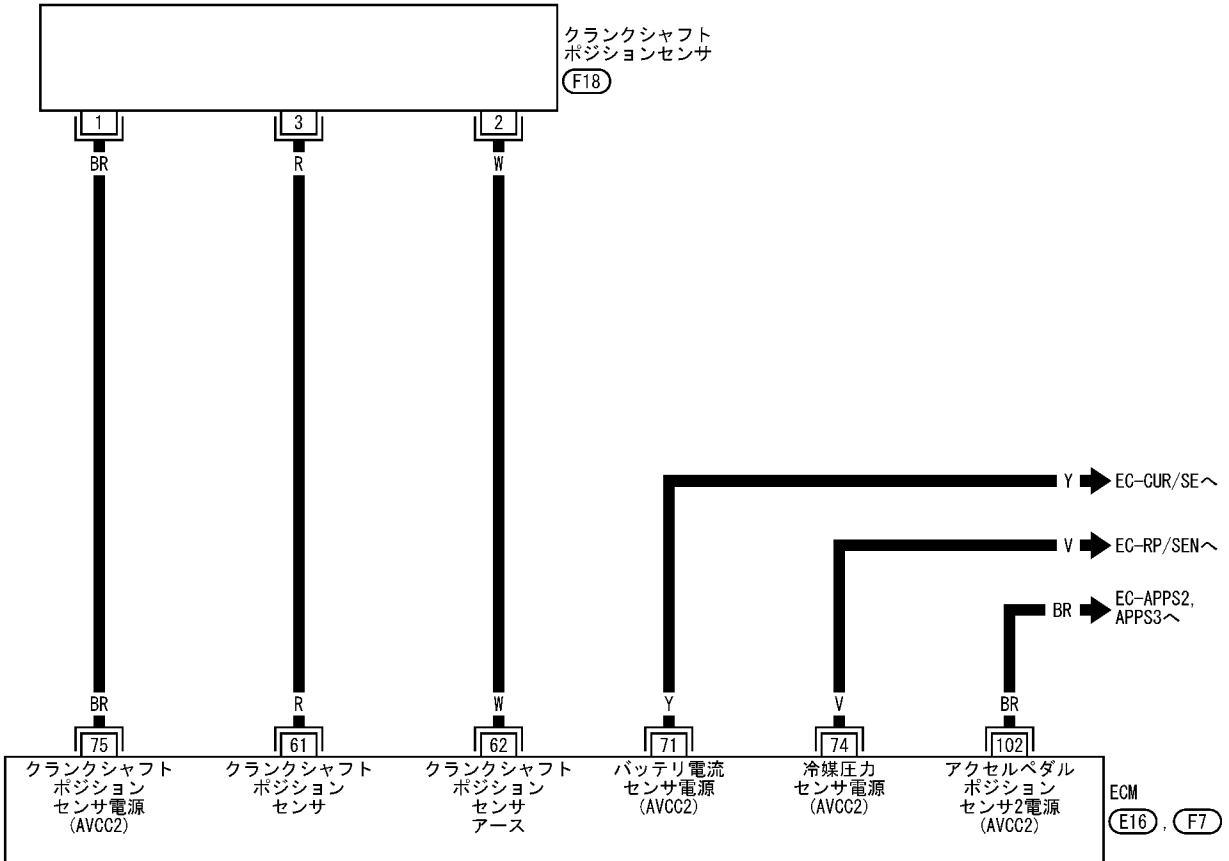 クランクシャフト
ポジションセンサ
F18
1
3
2
BR
R
W
Y
EC-CUR/SEへ
V
EC-RP/SENへ
BR
EC-APPS2,
APPS3へ
BR
R
W
Y
V
BR
75
61
62
71
74
102
クランクシャフト
ポジション
センサ電源
(AVCC2)
クランクシャフト
ポジション
センサ
クランクシャフト
ポジション
センサ
アース
バッテリ電流
センサ電源
(AVCC2)
冷媒圧力
センサ電源
(AVCC2)
アクセルペダル
ポジション
センサ2電源
(AVCC2)
ECM
E16 , F7